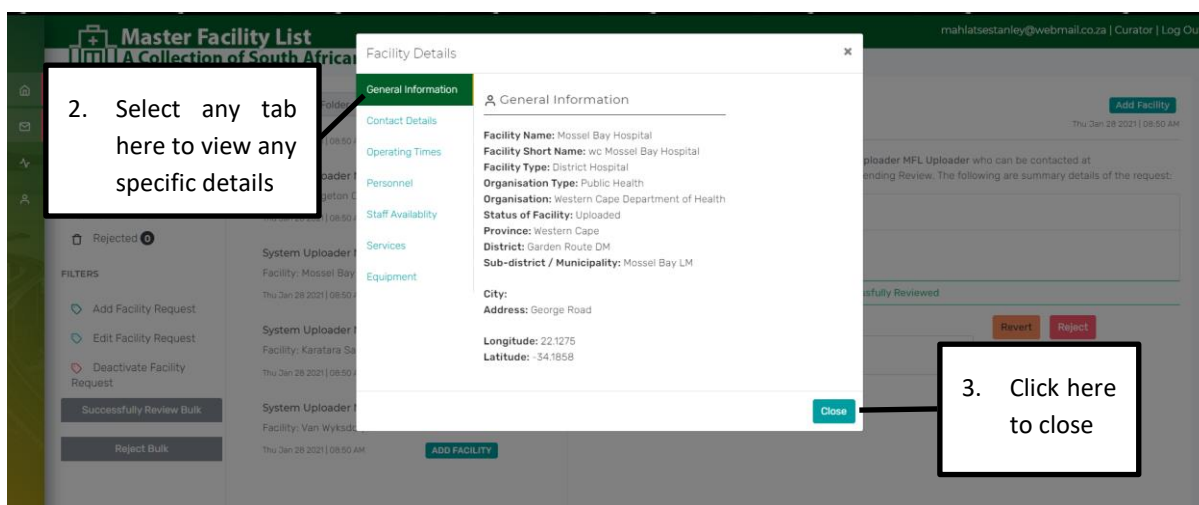 Master Facility List
A Collection of South African
mahlatsestanley@webmail.co.za | Curator | Log Ou
Facility Details
×
2. Select any tab
here to view any
specific details
General Information
Contact Details
Operating Times
Personnel
Staff Availablity
Services
Equipment
General Information
Facility Name: Mossel Bay Hospital
Facility Short Name: wc Mossel Bay Hospital
Facility Type: District Hospital
Organisation Type: Public Health
Organisation: Western Cape Department of Health
Status of Facility: Uploaded
Province: Western Cape
District: Garden Route DM
Sub-district / Municipality: Mossel Bay LM
City:
Address: George Road
Longitude: 22.1275
Latitude: -34.1858
Close
3. Click here
to close
Folder
Rejected 0
FILTERS
Add Facility Request
Edit Facility Request
Deactivate Facility
Request
Successfully Review Bulk
Reject Bulk
System Uploader
Facility: Mossel Bay
Thu Jan 28 2021 | 08:50
System Uploader
Facility: Karatara Sa
Thu Jan 28 2021 | 08:50
System Uploader
Facility: Van Wyksd
Thu Jan 28 2021 | 08:50 AM
ADD FACILITY
Add Facility
Thu Jan 28 2021 | 08:50 AM
ploader MFL Uploader who can be contacted at
ending Review. The following are summary details of the request:
ssfully Reviewed
Revert
Reject